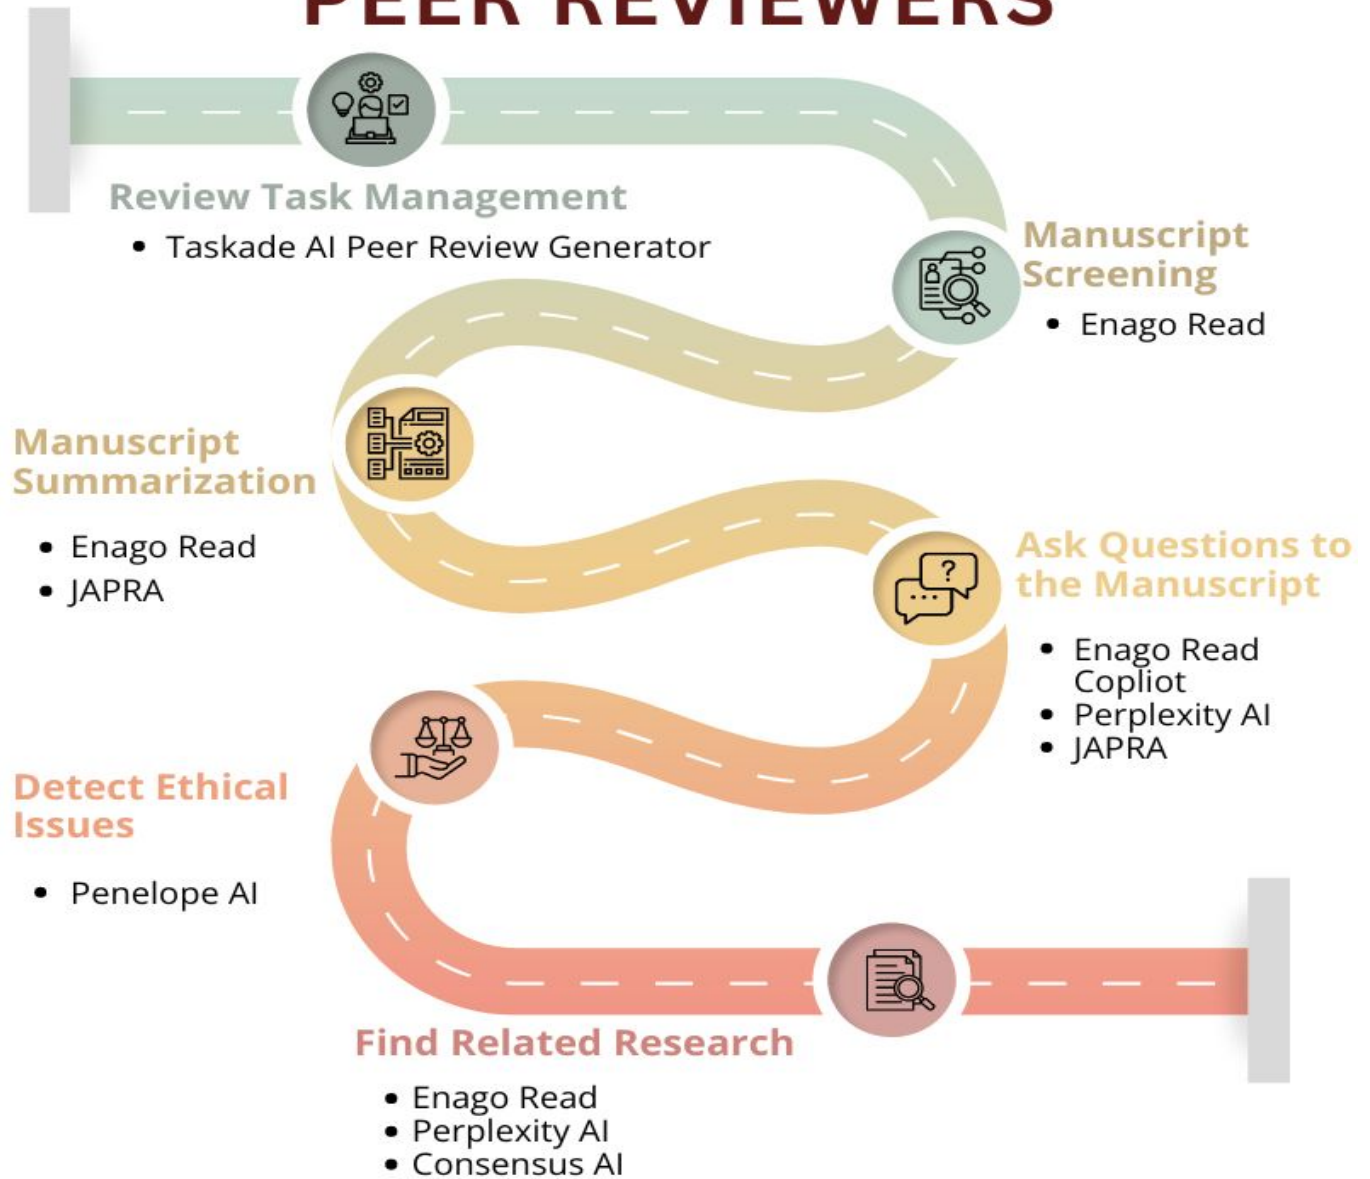 PEER REVIEWERS
Review Task Management
• Taskade AI Peer Review Generator
Manuscript
Screening
• Enago Read
Manuscript
Summarization
• Enago Read
• JAPRA
Ask Questions to
the Manuscript
?
• Enago Read
Copliot
• Perplexity AI
• JAPRA
Detect Ethical
Issues
• Penelope AI
Find Related Research
• Enago Read
• Perplexity AI
• Consensus AI